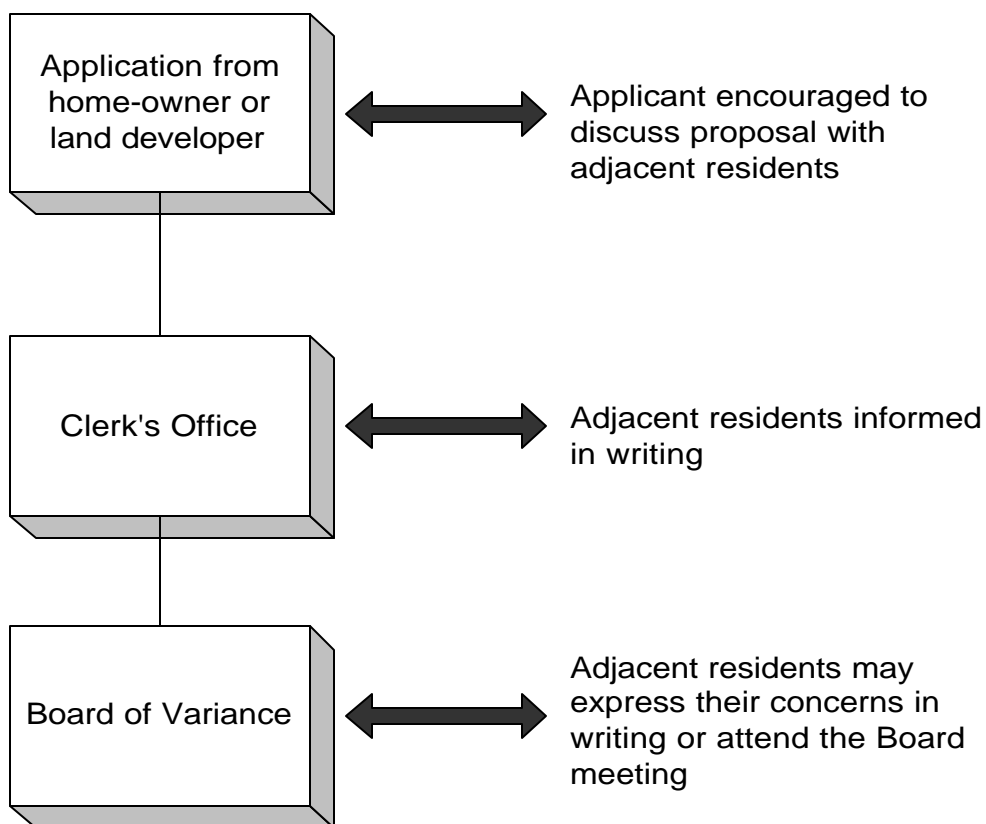 Application from
home-owner or
land developer
Applicant encouraged to
discuss proposal with
adjacent residents
Clerk's Office
Adjacent residents informed
in writing
Board of Variance
Adjacent residents may
express their concerns in
writing or attend the Board
meeting